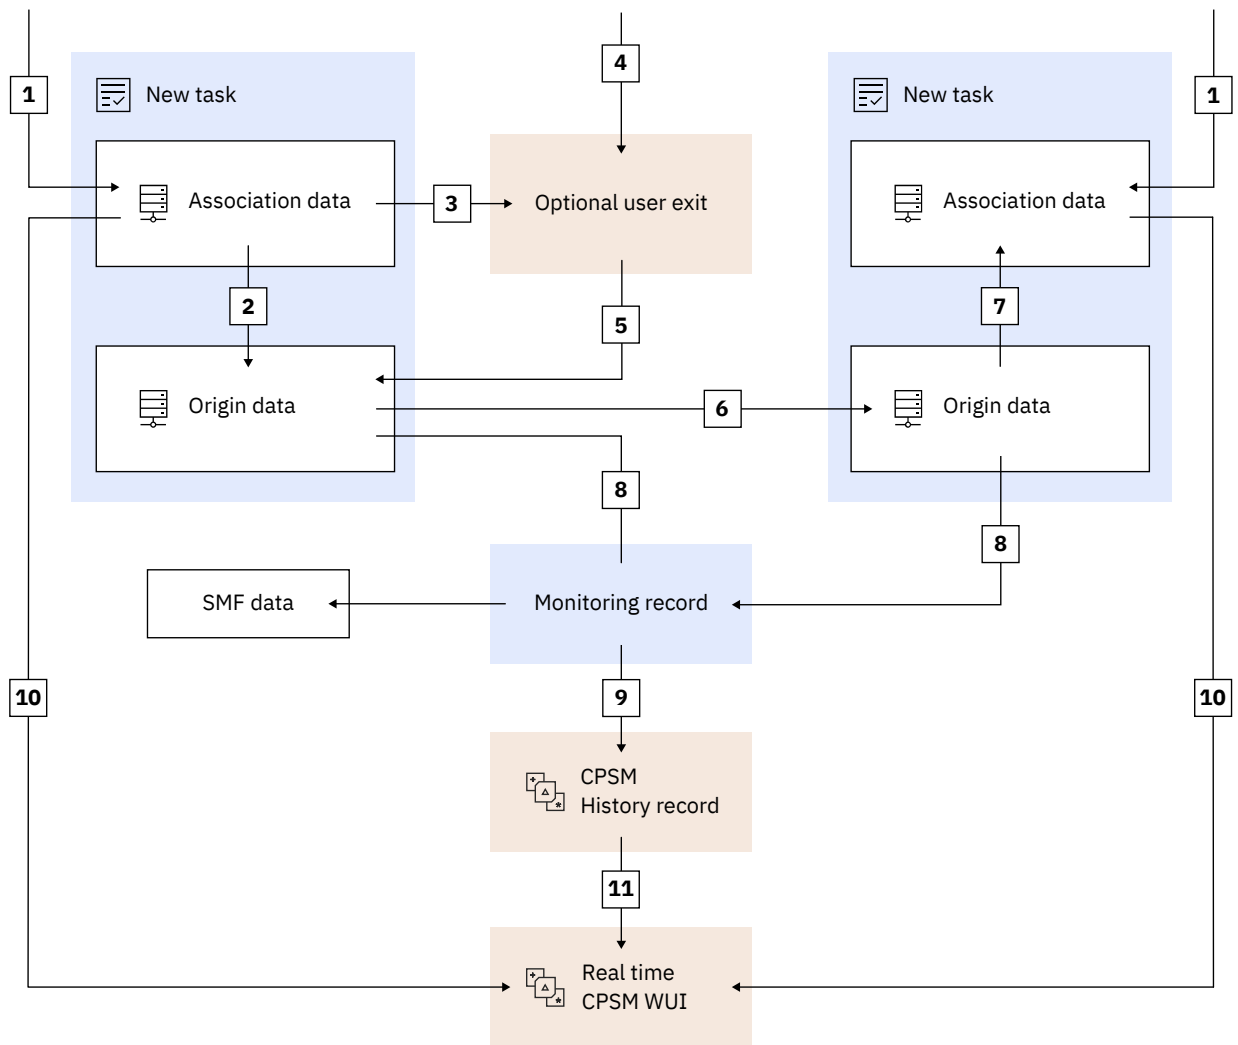 4
1
New task
New task
1
Association data
3
Optional user exit
Association data
2
5
7
Origin data
6
Origin data
8
8
SMF data
Monitoring record
10
9
10
CPSM
History record
11
Real time
CPSM WUI